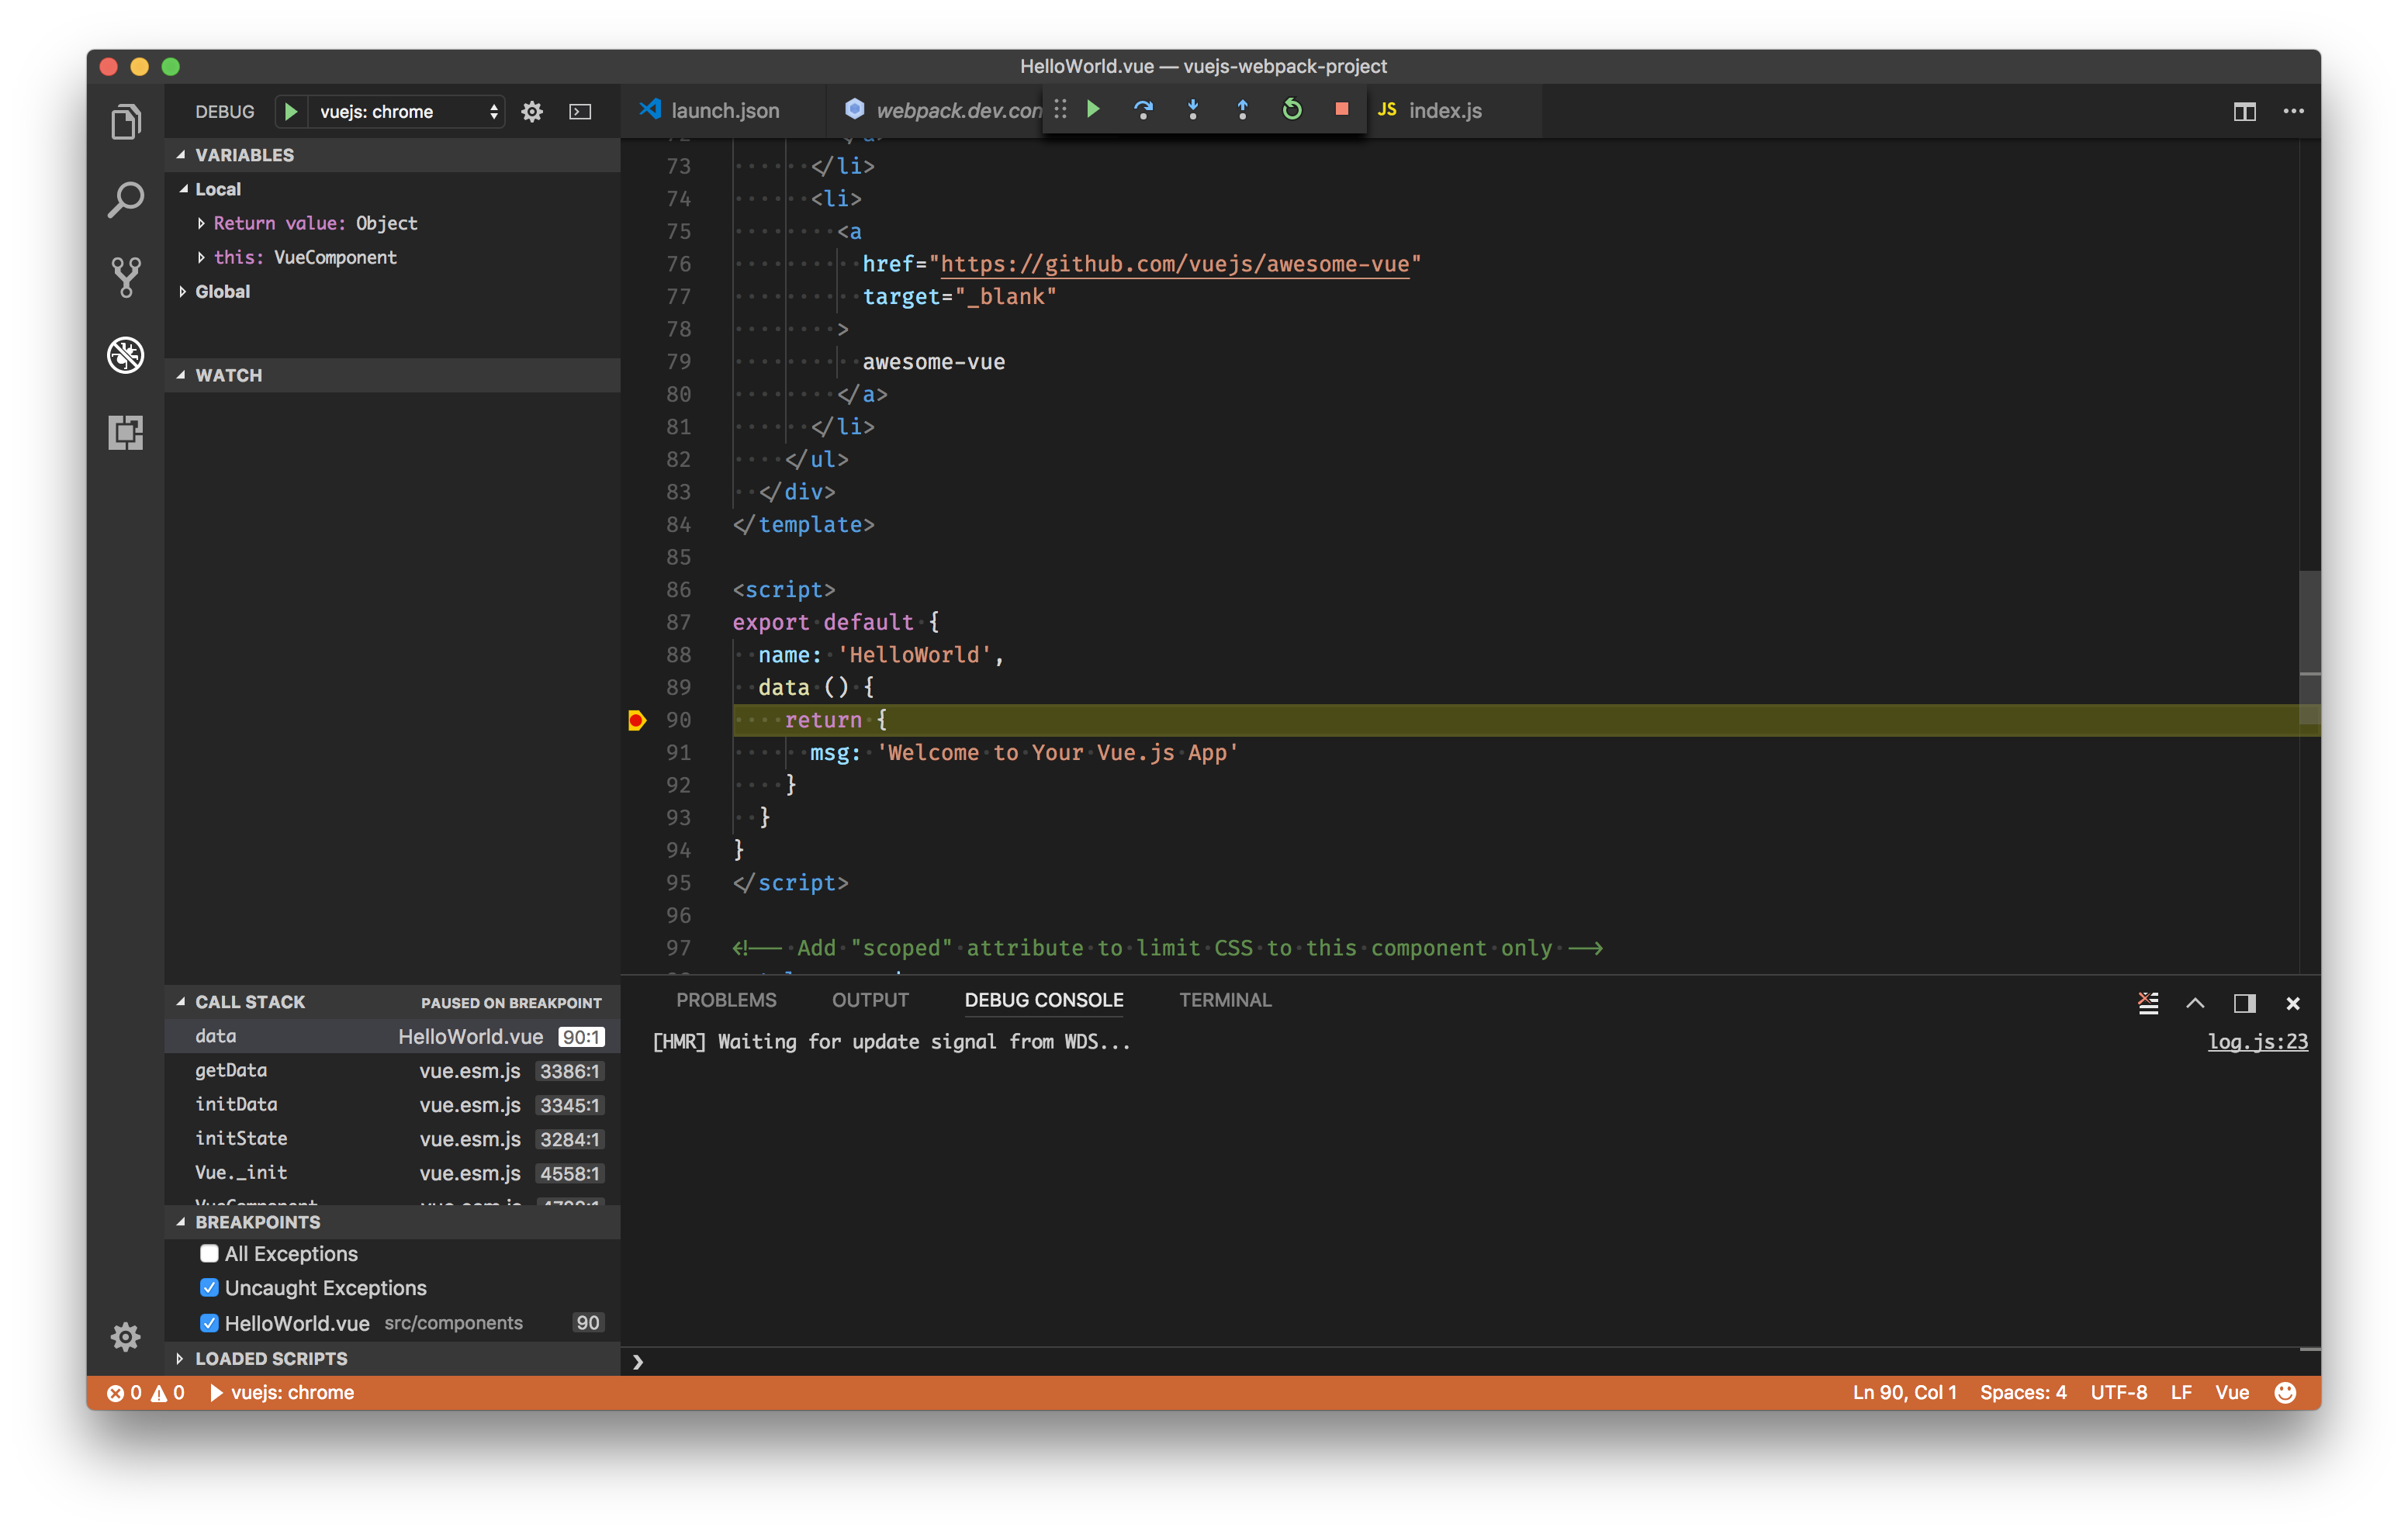 HelloWorld.vue — vuejs-webpack-project
DEBUG vuejs: chrome
launch.json webpack.dev.con JS index.js
VARIABLES
Local
Return value: Object
this: VueComponent
Global
WATCH
CALL STACK PAUSED ON BREAKPOINT
data HelloWorld.vue 90:1
getData vue.esm.js 3386:1
initData vue.esm.js 3345:1
initState vue.esm.js 3284:1
Vue._init vue.esm.js 4558:1
BREAKPOINTS
All Exceptions
Uncaught Exceptions
HelloWorld.vue src/components 90
LOADED SCRIPTS
73 </li>
74 <li>
75 <a
76 href="https://github.com/vuejs/awesome-vue"
77 target="_blank"
78 >
79 awesome-vue
80 </a>
81 </li>
82 </ul>
83 </div>
84 </template>
85
86 <script>
87 export default {
88 name: 'HelloWorld',
89 data () {
90 return {
91 msg: 'Welcome to Your Vue.js App'
92 }
93 }
94 }
95 </script>
96
97 <!-- Add "scoped" attribute to limit CSS to this component only -->
PROBLEMS OUTPUT DEBUG CONSOLE TERMINAL
[HMR] Waiting for update signal from WDS... log.js:23
0 0 vuejs: chrome Ln 90, Col 1 Spaces: 4 UTF-8 LF Vue